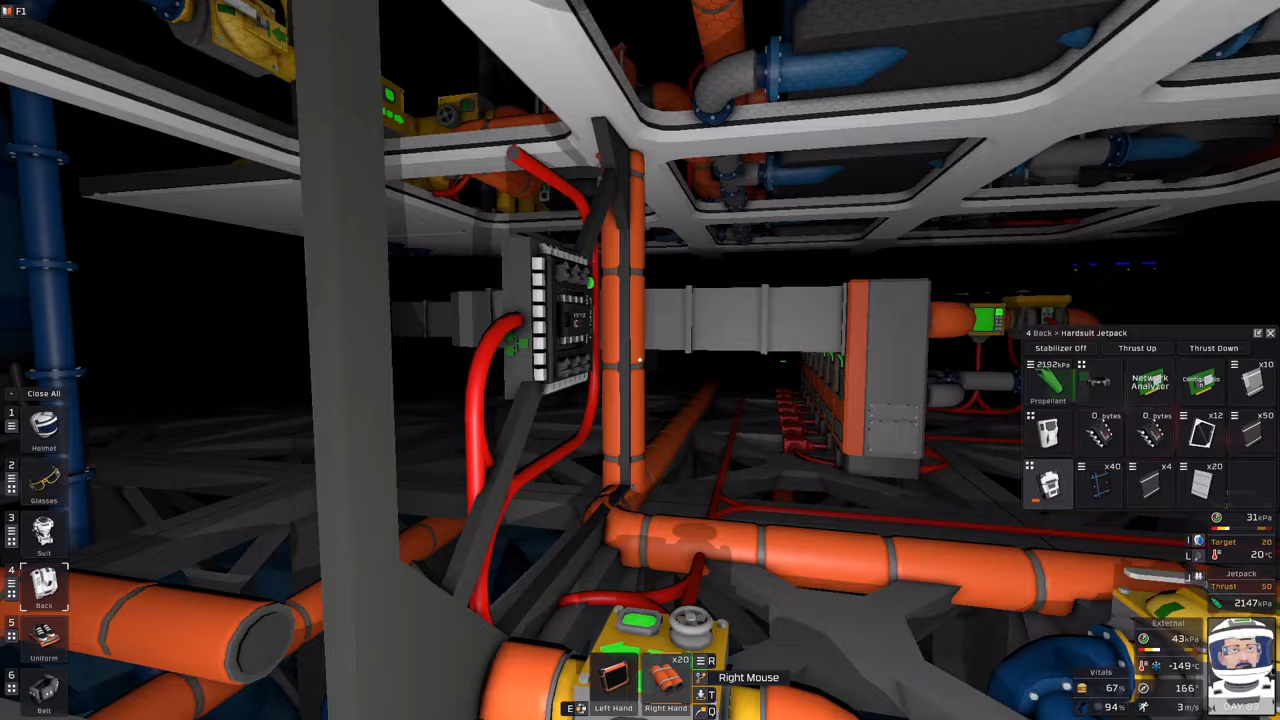 F1
Close All
1
Helmet
2
Glasses
3
Suit
4
Back
5
Uniform
6
Belt
4 Back > Hardsuit Jetpack
Stabilizer Off
Thrust Up
Thrust Down
2192kPa
Propellant
Network Analyzer
x10
0 bytes
0 bytes
x12
x50
x40
x4
x20
31kPa
Target 20
20°C
Jetpack
Thrust 50
2147kPa
External
43kPa
-149°C
166°
3 m/s
Vitals
67%
94%
DAY 83
E
Left Hand
x20
Right Hand
R
T
Q
Right Mouse